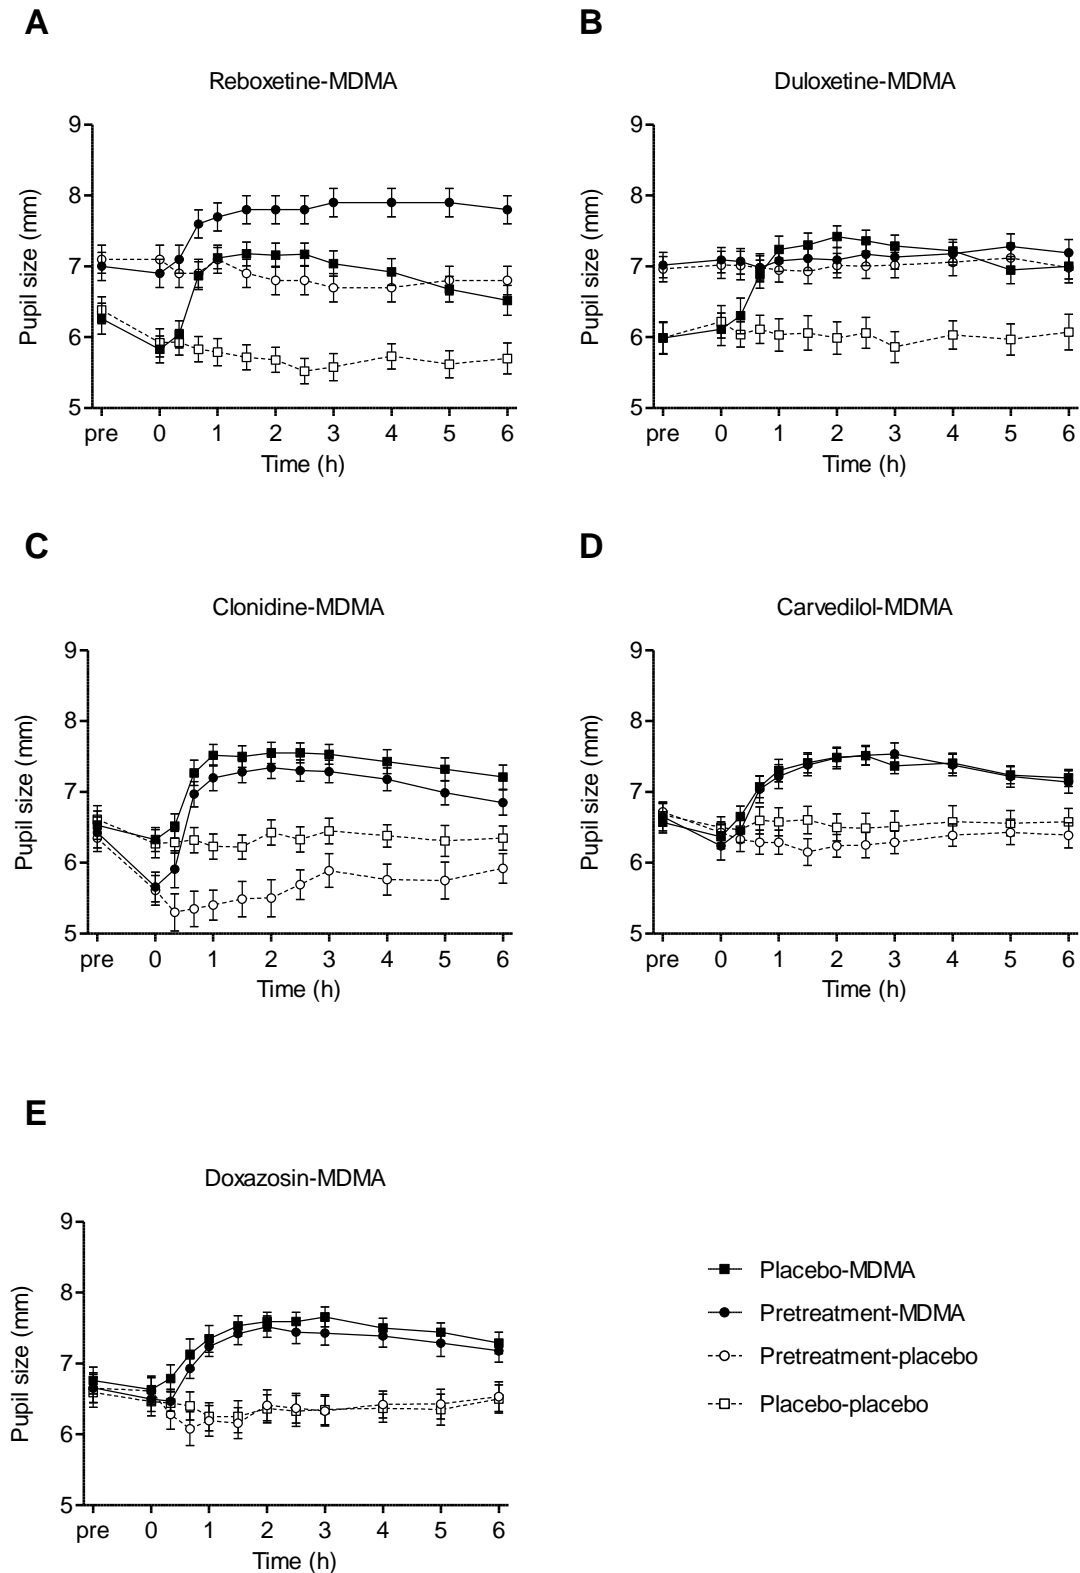 A
B
Reboxetine-MDMA
Duloxetine-MDMA
9
8
7
6
5
Pupil size (mm)
pre 0 1 2 3 4 5 6
Time (h)
9
8
7
6
5
Pupil size (mm)
pre 0 1 2 3 4 5 6
Time (h)
C
D
Clonidine-MDMA
Carvedilol-MDMA
9
8
7
6
5
Pupil size (mm)
pre 0 1 2 3 4 5 6
Time (h)
9
8
7
6
5
Pupil size (mm)
pre 0 1 2 3 4 5 6
Time (h)
E
Doxazosin-MDMA
9
8
7
6
5
Pupil size (mm)
pre 0 1 2 3 4 5 6
Time (h)
Placebo-MDMA
Pretreatment-MDMA
Pretreatment-placebo
Placebo-placebo